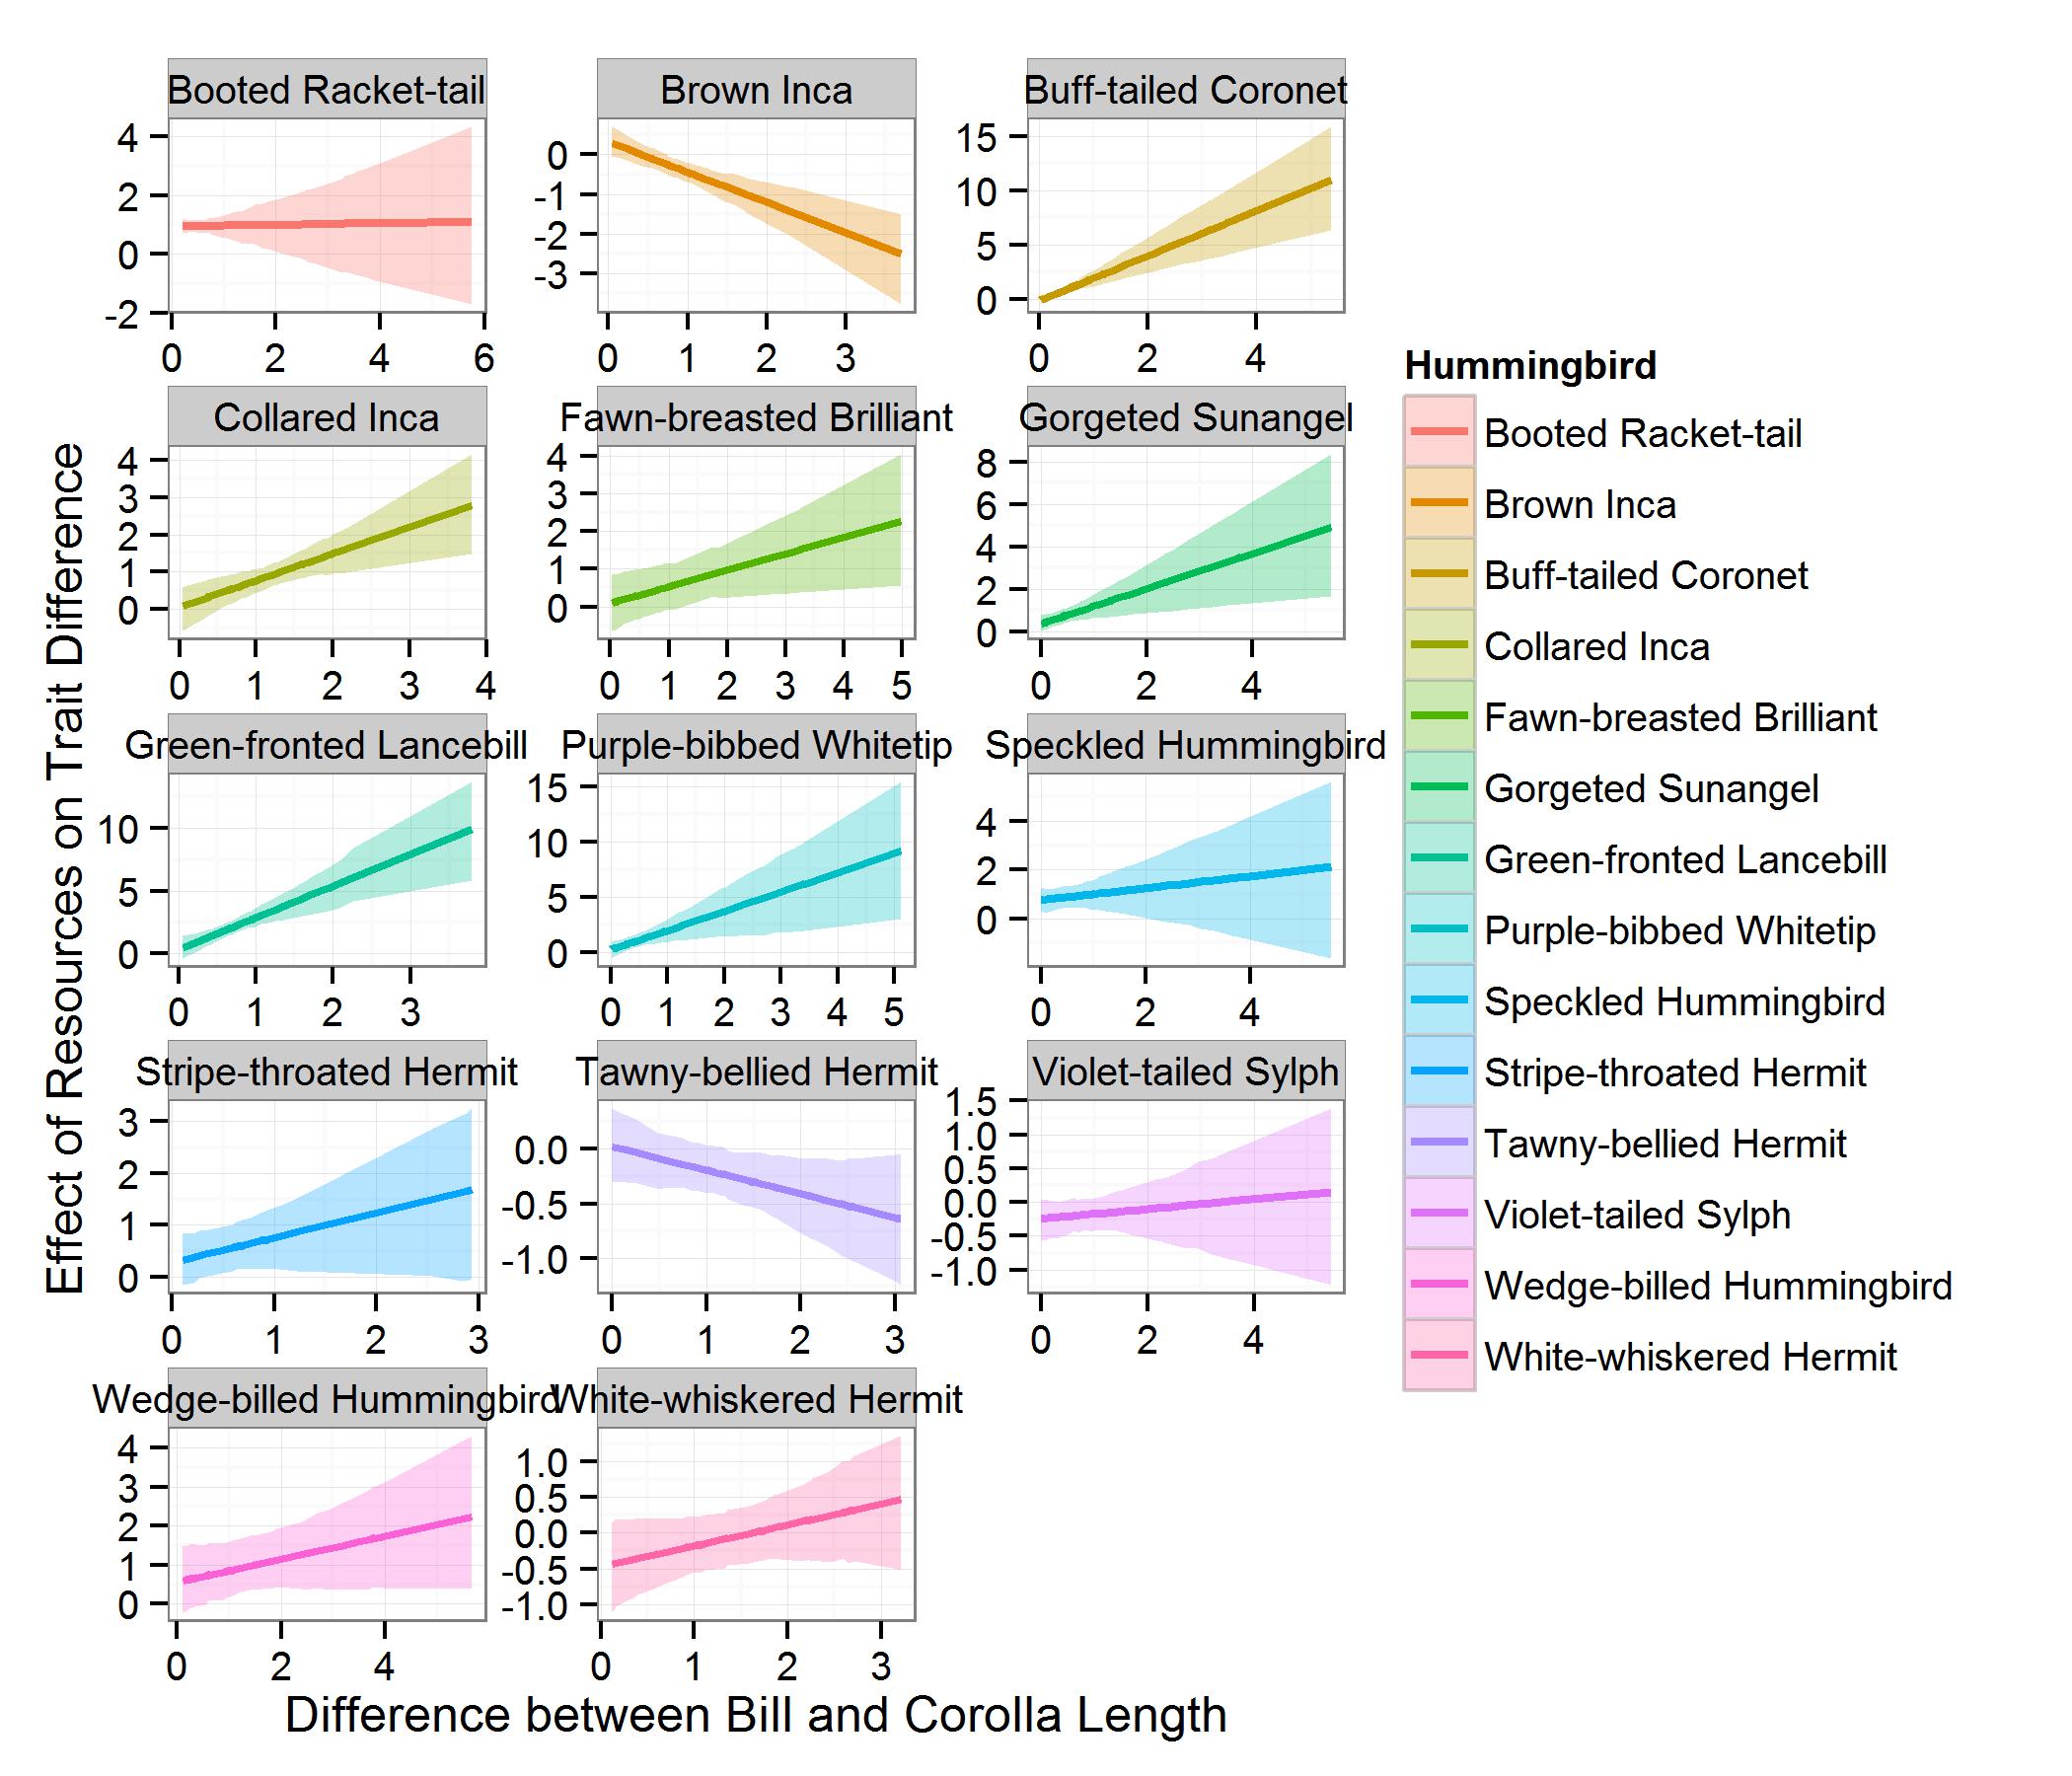 Booted Racket-tail
Brown Inca
Buff-tailed Coronet
4
2
0
-2
0 2 4 6
0
-1
-2
-3
0 1 2 3
15
10
5
0
0 2 4
Collared Inca
Fawn-breasted Brilliant
Gorgeted Sunangel
4
3
2
1
0
0 1 2 3 4
4
3
2
1
0
0 1 2 3 4 5
8
6
4
2
0
0 2 4
Green-fronted Lancebill
Purple-bibbed Whitetip
Speckled Hummingbird
10
5
0
0 1 2 3
15
10
5
0
0 1 2 3 4 5
4
2
0
0 2 4
Stripe-throated Hermit
Tawny-bellied Hermit
Violet-tailed Sylph
3
2
1
0
0 1 2 3
0.0
-0.5
-1.0
0 1 2 3
1.5
1.0
0.5
0.0
-0.5
-1.0
0 2 4
Wedge-billed Hummingbird
White-whiskered Hermit
4
3
2
1
0
0 2 4
1.0
0.5
0.0
-0.5
-1.0
0 1 2 3
Effect of Resources on Trait Difference
Difference between Bill and Corolla Length
Hummingbird
Booted Racket-tail
Brown Inca
Buff-tailed Coronet
Collared Inca
Fawn-breasted Brilliant
Gorgeted Sunangel
Green-fronted Lancebill
Purple-bibbed Whitetip
Speckled Hummingbird
Stripe-throated Hermit
Tawny-bellied Hermit
Violet-tailed Sylph
Wedge-billed Hummingbird
White-whiskered Hermit